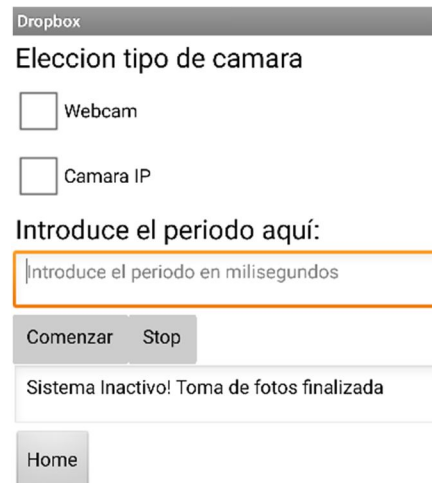 Dropbox
Eleccion tipo de camara
Webcam
Camara IP
Introduce el periodo aquí:
Introduce el periodo en milisegundos
Comenzar Stop
Sistema Inactivo! Toma de fotos finalizada
Home